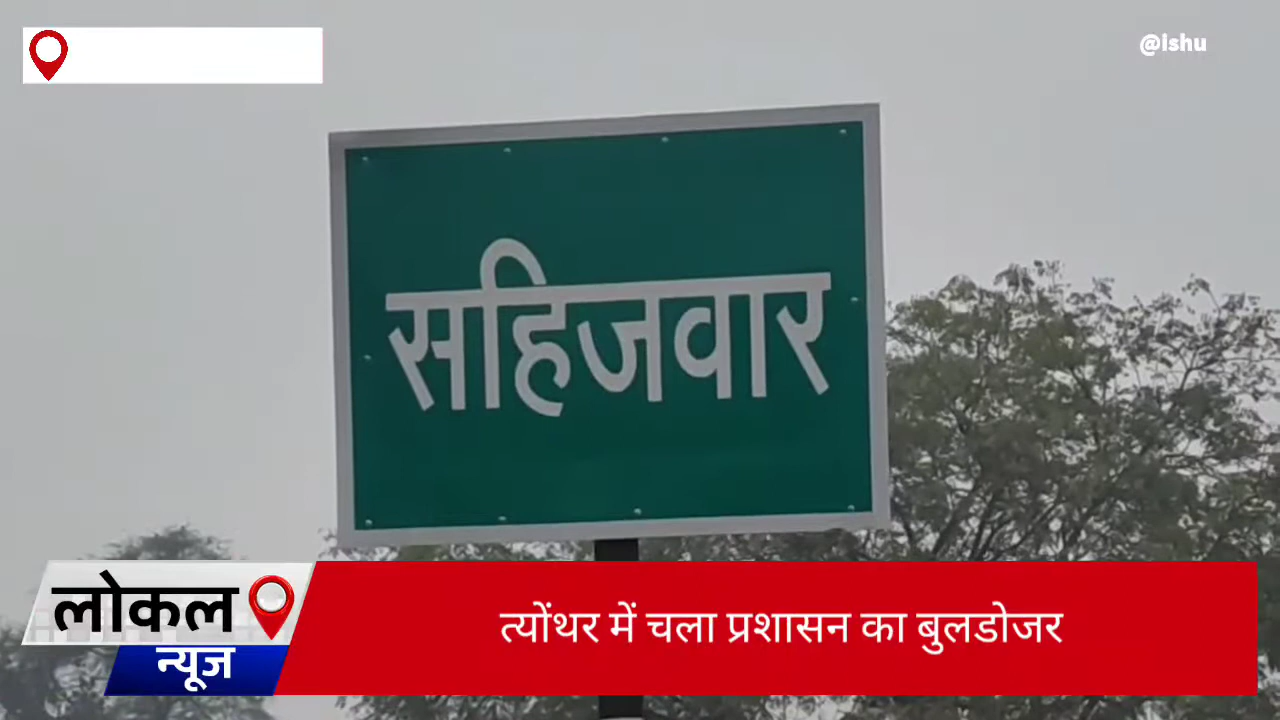 @ishu
सहिजवार
लोकल
न्यूज
त्योंथर में चला प्रशासन का बुलडोजर